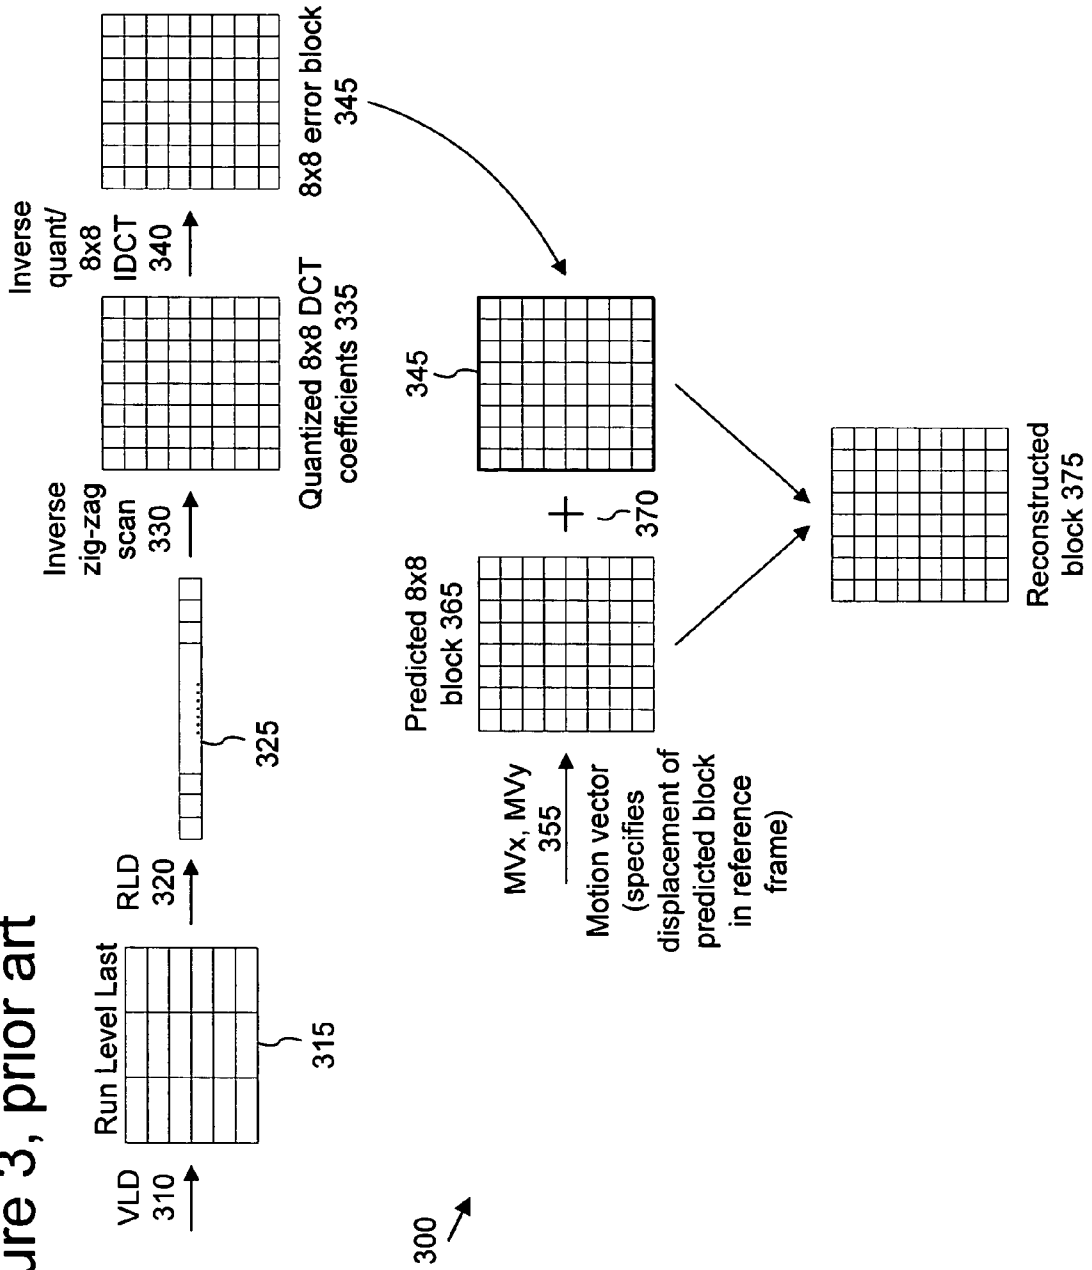 ure 3, prior art
VLD
310
Run Level Last
315
RLD
320
325
Inverse
zig-zag
scan
330
Quantized 8x8 DCT
coefficients 335
Inverse
quant/
8x8
IDCT
340
8x8 error block
345
300
MVx, MVy
355
Motion vector
(specifies
displacement of
predicted block
in reference
frame)
Predicted 8x8
block 365
+
370
345
Reconstructed
block 375